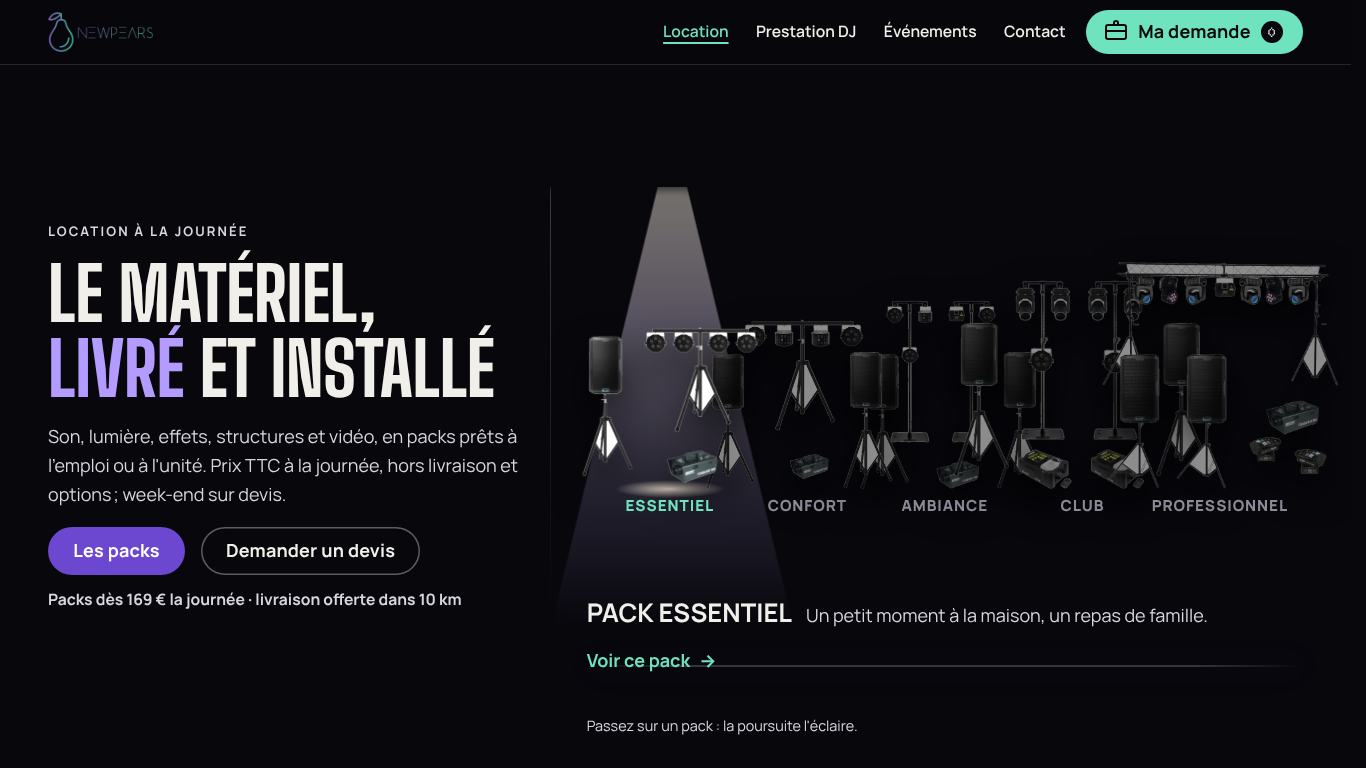 NEWPEARS
Location
Prestation DJ
Événements
Contact
Ma demande
LOCATION À LA JOURNÉE
LE MATÉRIEL,
LIVRÉ ET INSTALLÉ
Son, lumière, effets, structures et vidéo, en packs prêts à
l'emploi ou à l'unité. Prix TTC à la journée, hors livraison et
options ; week-end sur devis.
Les packs
Demander un devis
Packs dès 169 € la journée · livraison offerte dans 10 km
ESSENTIEL
CONFORT
AMBIANCE
CLUB
PROFESSIONNEL
PACK ESSENTIEL Un petit moment à la maison, un repas de famille.
Voir ce pack →
Passez sur un pack : la poursuite l'éclaire.